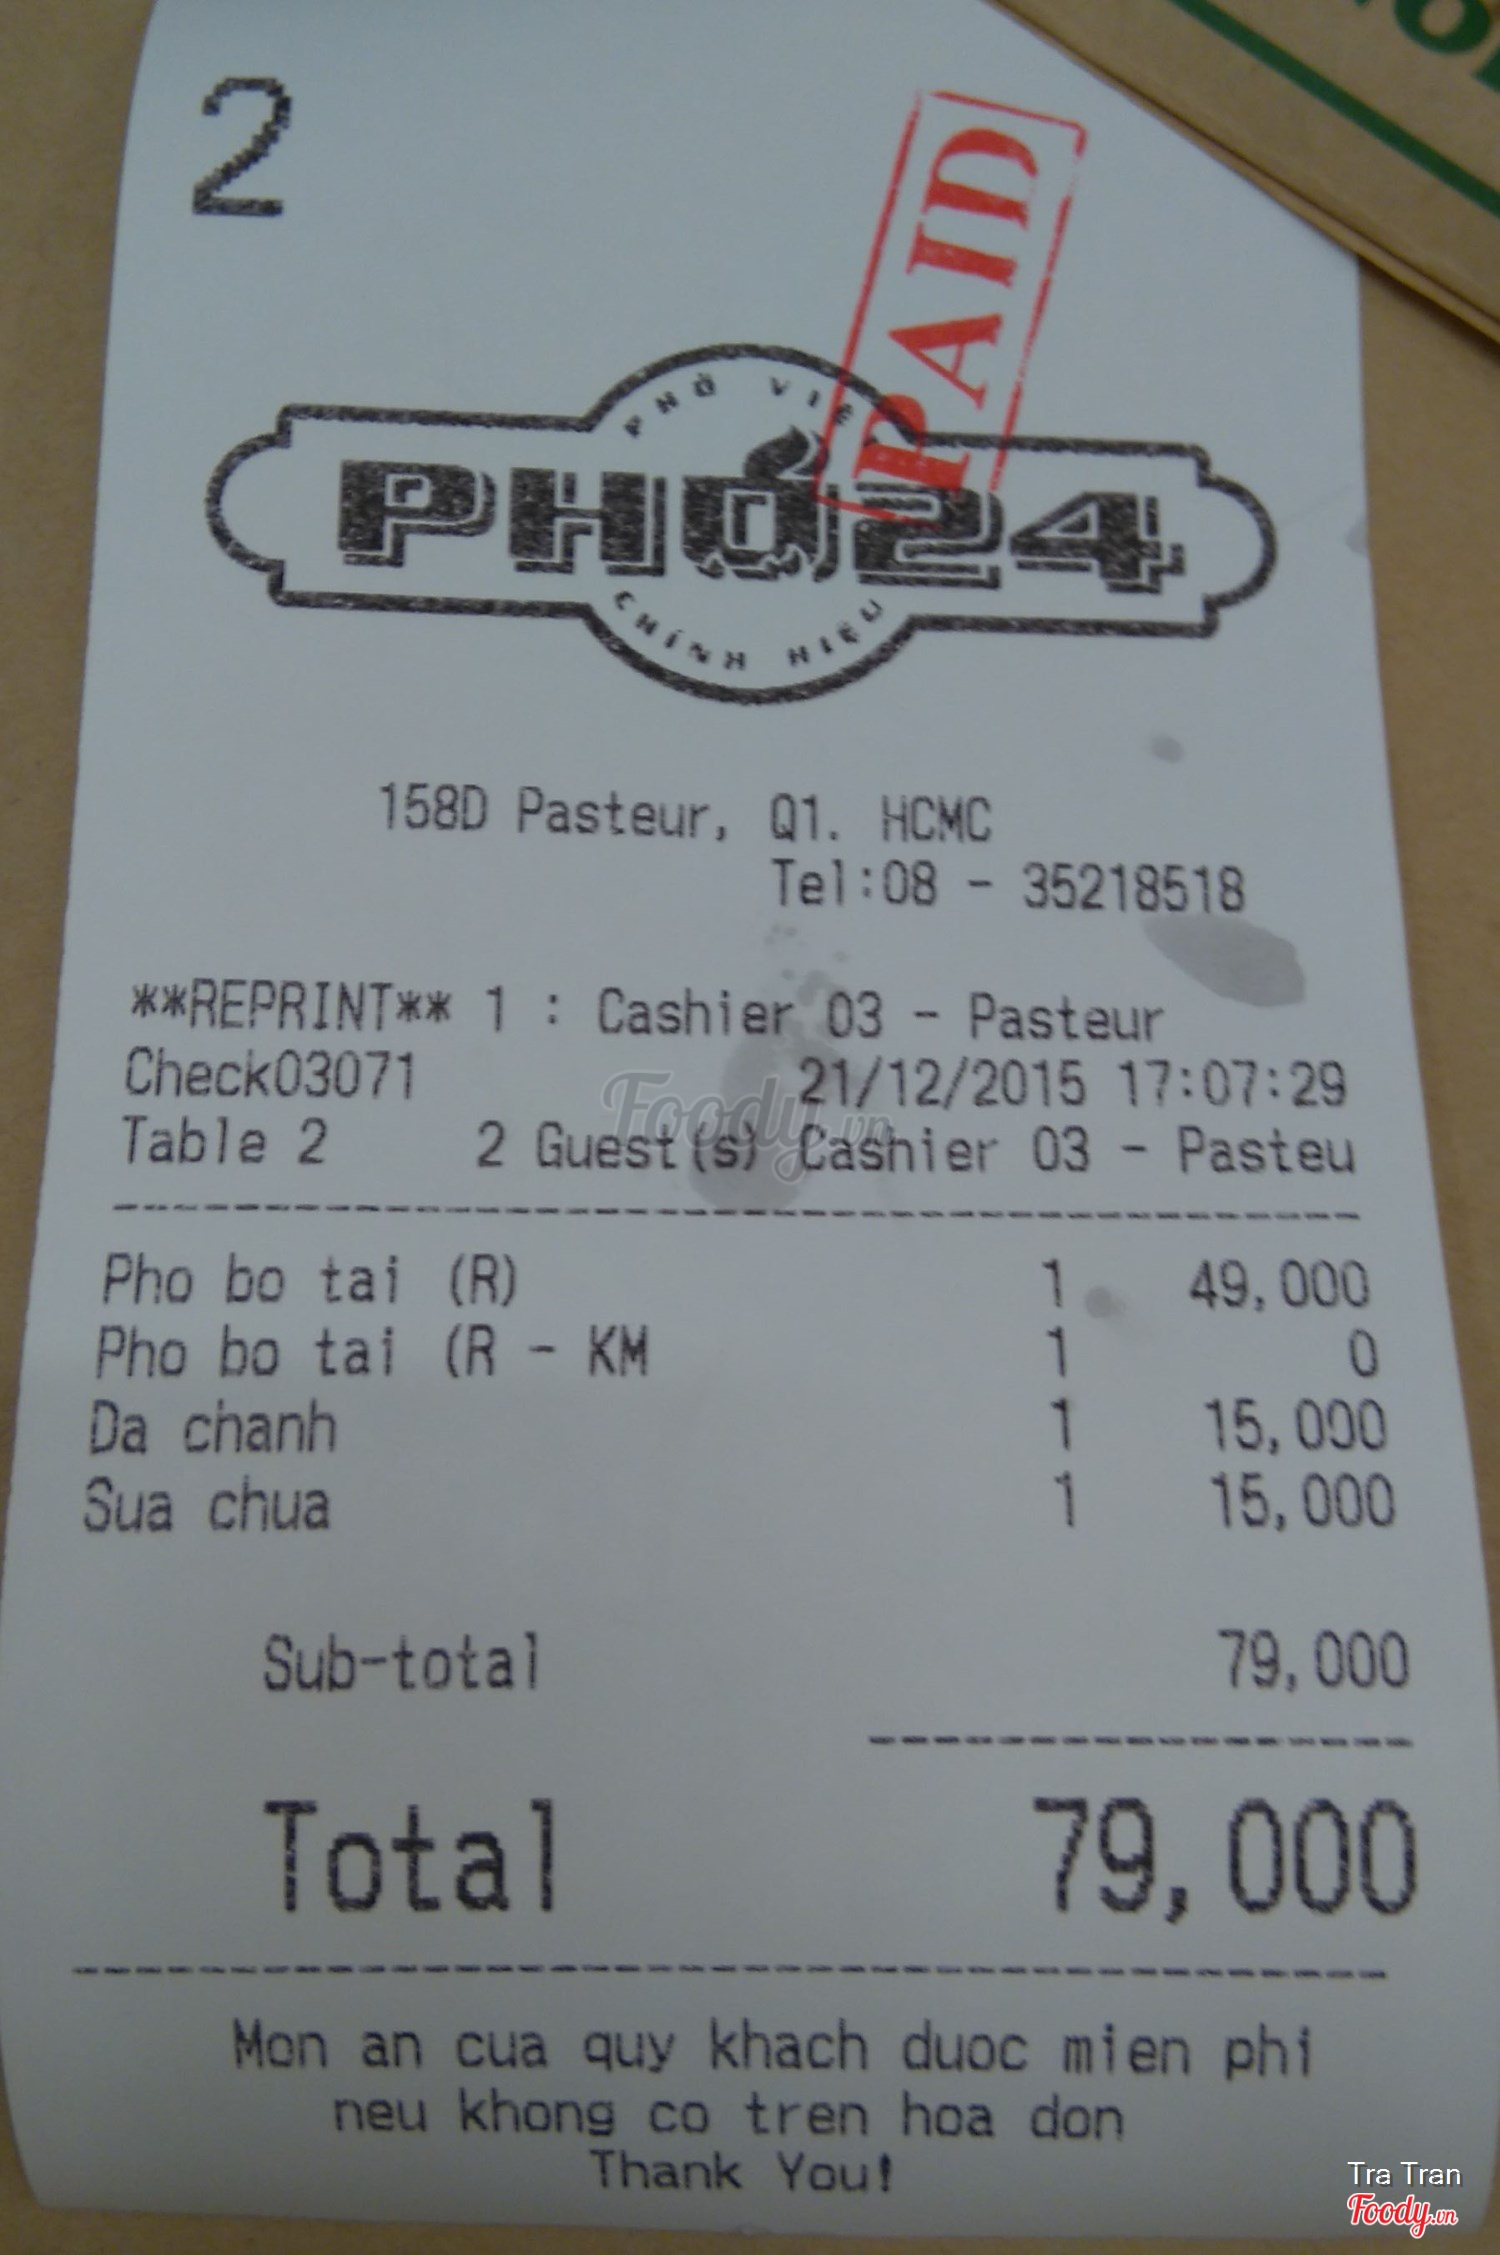 2
PAID
PHỞ VIỆT
PHỞ24
CHÍNH HIỆU
158D Pasteur, Q1. HCMC
Tel:08 - 35218518
**REPRINT** 1 : Cashier 03 - Pasteur
Check03071 21/12/2015 17:07:29
Table 2 2 Guest(s) Cashier 03 - Pasteu
Foody.vn
Pho bo tai (R) 1 49,000
Pho bo tai (R - KM 1 0
Da chanh 1 15,000
Sua chua 1 15,000
Sub-total 79,000
Total 79,000
Mon an cua quy khach duoc mien phi
neu khong co tren hoa don
Thank You!
Tra Tran
Foody.vn